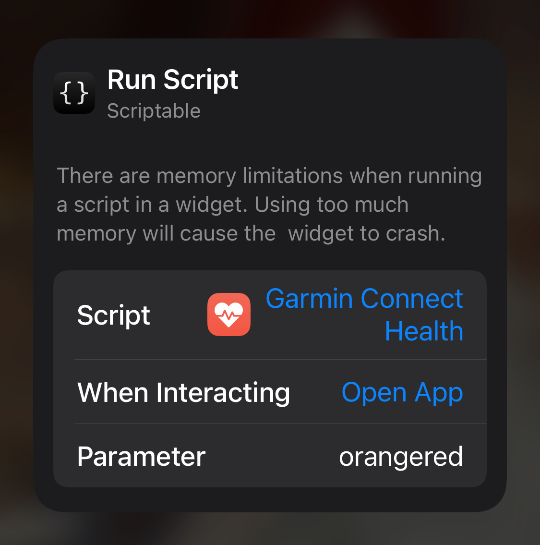 {} Run Script
Scriptable
There are memory limitations when running
a script in a widget. Using too much
memory will cause the  widget to crash.
Script Garmin Connect
Health
When Interacting Open App
Parameter orangered